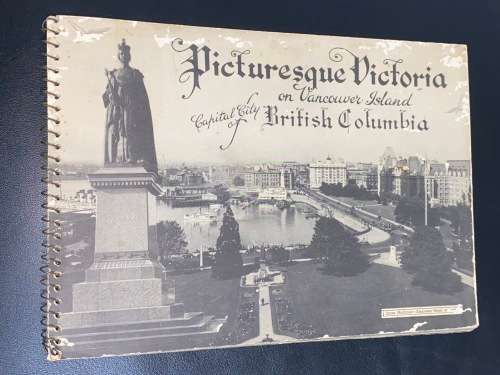 Picturesque Victoria
on Vancouver Island
Capital City
of British Columbia